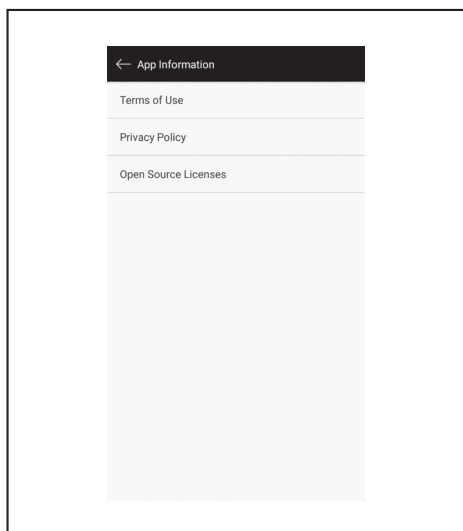 App Information
Terms of Use
Privacy Policy
Open Source Licenses